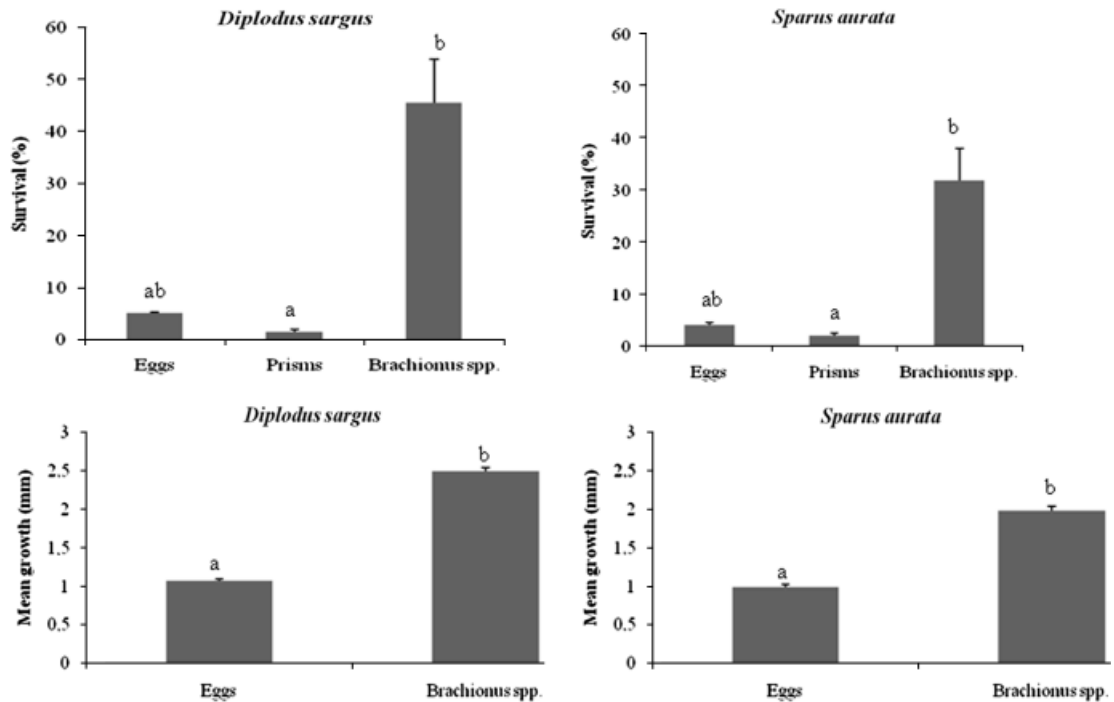 Diplodus sargus
60
50
40
30
20
10
0
Survival (%)
ab
a
b
Eggs Prisms Brachionus spp.
Sparus aurata
60
50
40
30
20
10
0
Survival (%)
ab
a
b
Eggs Prisms Brachionus spp.
Diplodus sargus
3
2.5
2
1.5
1
0.5
0
Mean growth (mm)
a
b
Eggs Brachionus spp.
Sparus aurata
3
2.5
2
1.5
1
0.5
0
Mean growth (mm)
a
b
Eggs Brachionus spp.